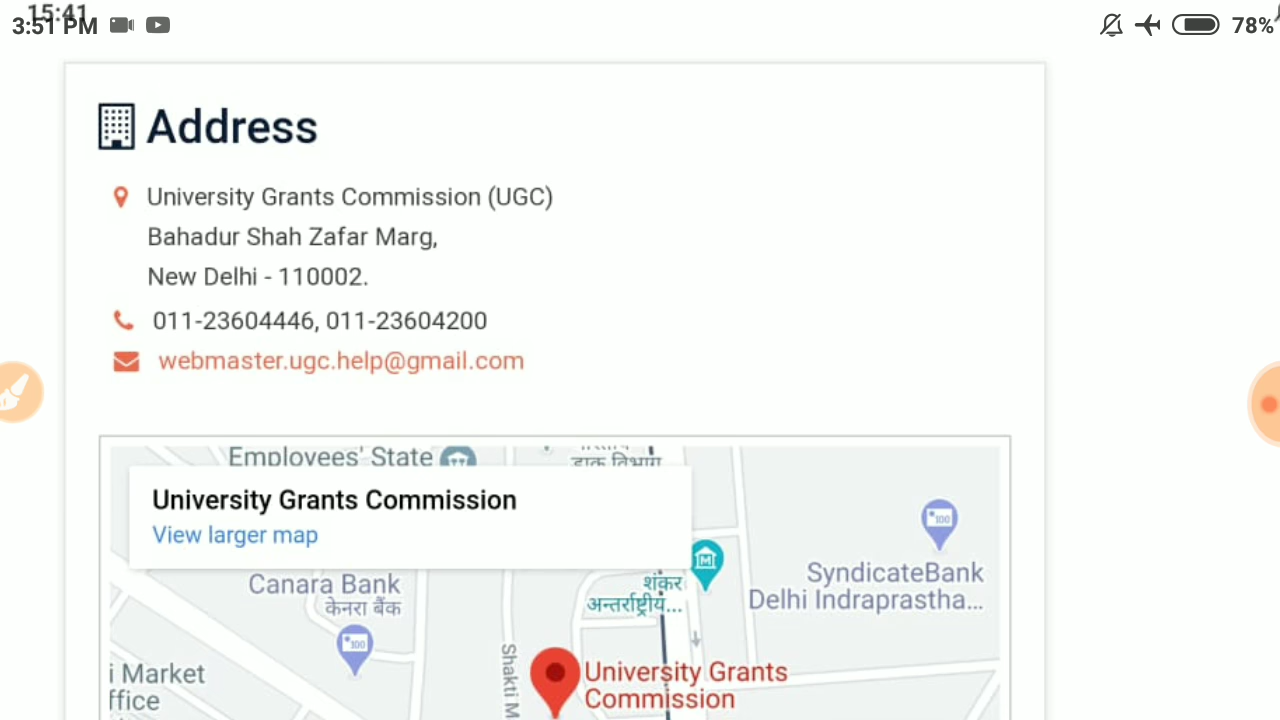 15:41
3:51 PM
78%
Address
University Grants Commission (UGC)
Bahadur Shah Zafar Marg,
New Delhi - 110002.
011-23604446, 011-23604200
webmaster.ugc.help@gmail.com
Employees' State
डाक विभाग
University Grants Commission
View larger map
Canara Bank
केनरा बैंक
शंकर
अन्तर्राष्ट्रीय...
SyndicateBank
Delhi Indraprastha...
i Market
ffice
Shakti M
University Grants
Commission